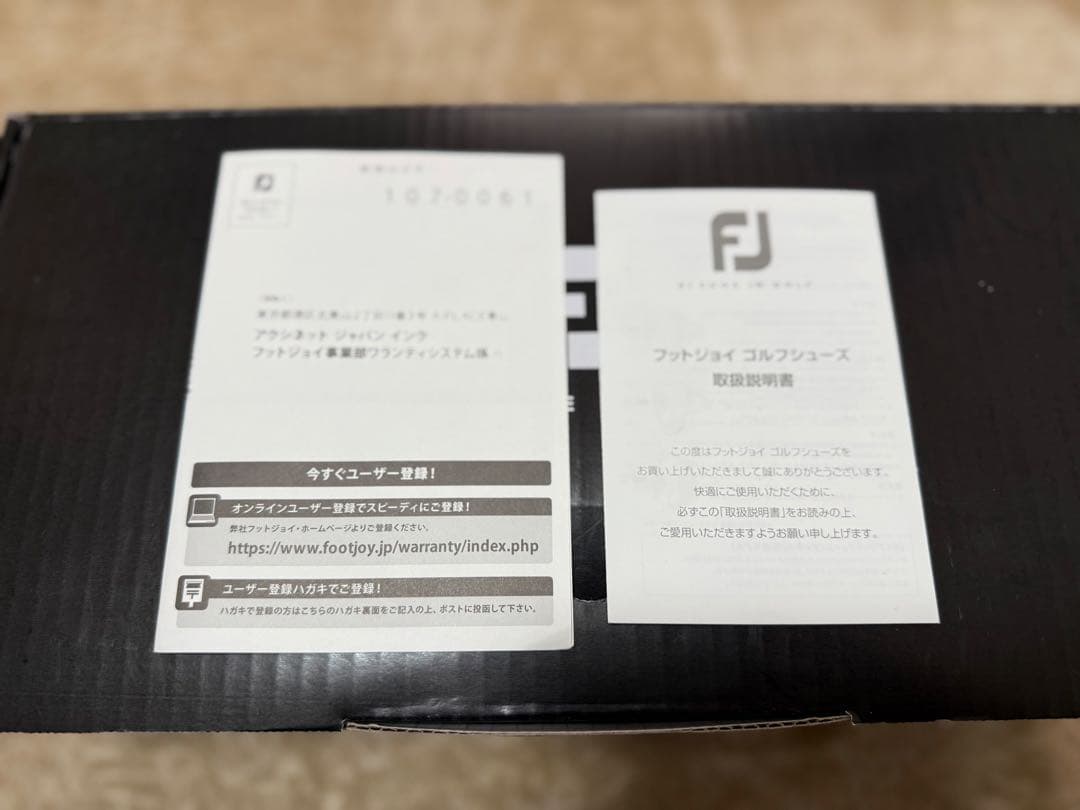 107-0061
アクシネット ジャパン インク
フットジョイ事業部ワランティシステム係
今すぐユーザー登録!
オンラインユーザー登録でスピーディにご登録!
弊社フットジョイ・ホームページよりご登録ください。
https://www.footjoy.jp/warranty/index.php
ユーザー登録ハガキでご登録!
ハガキで登録の方はこちらのハガキ裏面をご記入の上、ポストに投函して下さい。
FJ
フットジョイ ゴルフシューズ
取扱説明書
この度はフットジョイ ゴルフシューズを
お買い上げいただきまして誠にありがとうございます。
快適にご使用いただくために、
必ずこの「取扱説明書」をお読みの上、
ご愛用いただきますようお願い申し上げます。